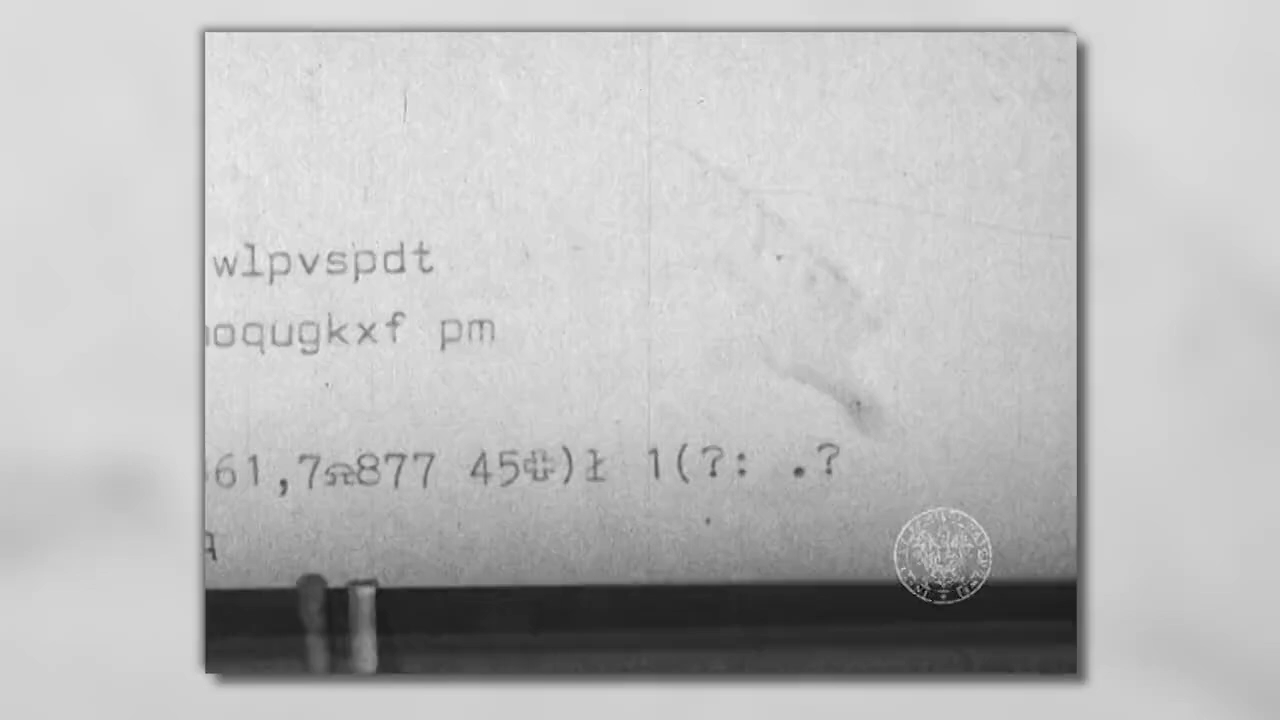 wlpvspdt
oqugkxf pm
61,7⍾877 45⌗)ł 1(?: .?